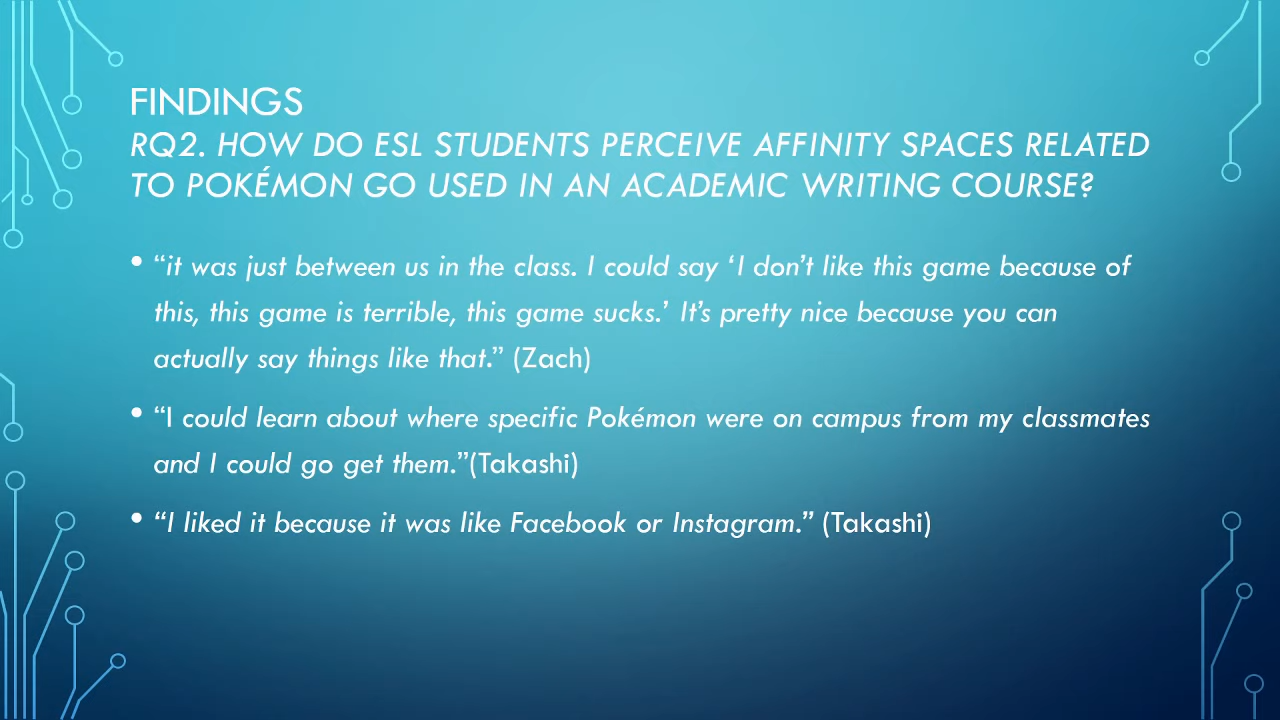 FINDINGS
RQ2. HOW DO ESL STUDENTS PERCEIVE AFFINITY SPACES RELATED
TO POKÉMON GO USED IN AN ACADEMIC WRITING COURSE?
• “it was just between us in the class. I could say ‘I don’t like this game because of
this, this game is terrible, this game sucks.’ It’s pretty nice because you can
actually say things like that.” (Zach)
• “I could learn about where specific Pokémon were on campus from my classmates
and I could go get them.”(Takashi)
• “I liked it because it was like Facebook or Instagram.” (Takashi)